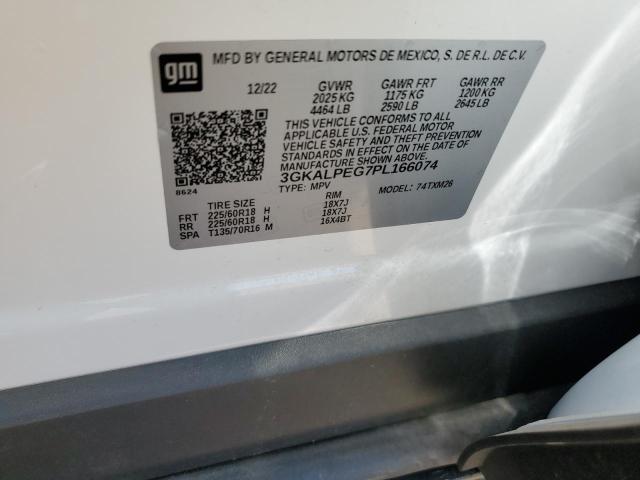 gm
MFD BY GENERAL MOTORS DE MEXICO, S. DE R.L. DE C.V.
12/22 GVWR GAWR FRT GAWR RR
2025 KG 1175 KG 1200 KG
4464 LB 2590 LB 2645 LB
THIS VEHICLE CONFORMS TO ALL
APPLICABLE U.S. FEDERAL MOTOR
VEHICLE SAFETY AND THEFT
PREVENTION STANDARDS IN EFFECT
ON THE DATE OF
MANUFACTURE SHOWN ABOVE.
3GKALPEG7PL166074
8624 TYPE: MPV MODEL: 74TXM26
TIRE SIZE RIM
FRT 225/60R18 H 18X7J
RR 225/60R18 H 18X7J
SPA T135/70R16 M 16X4BT